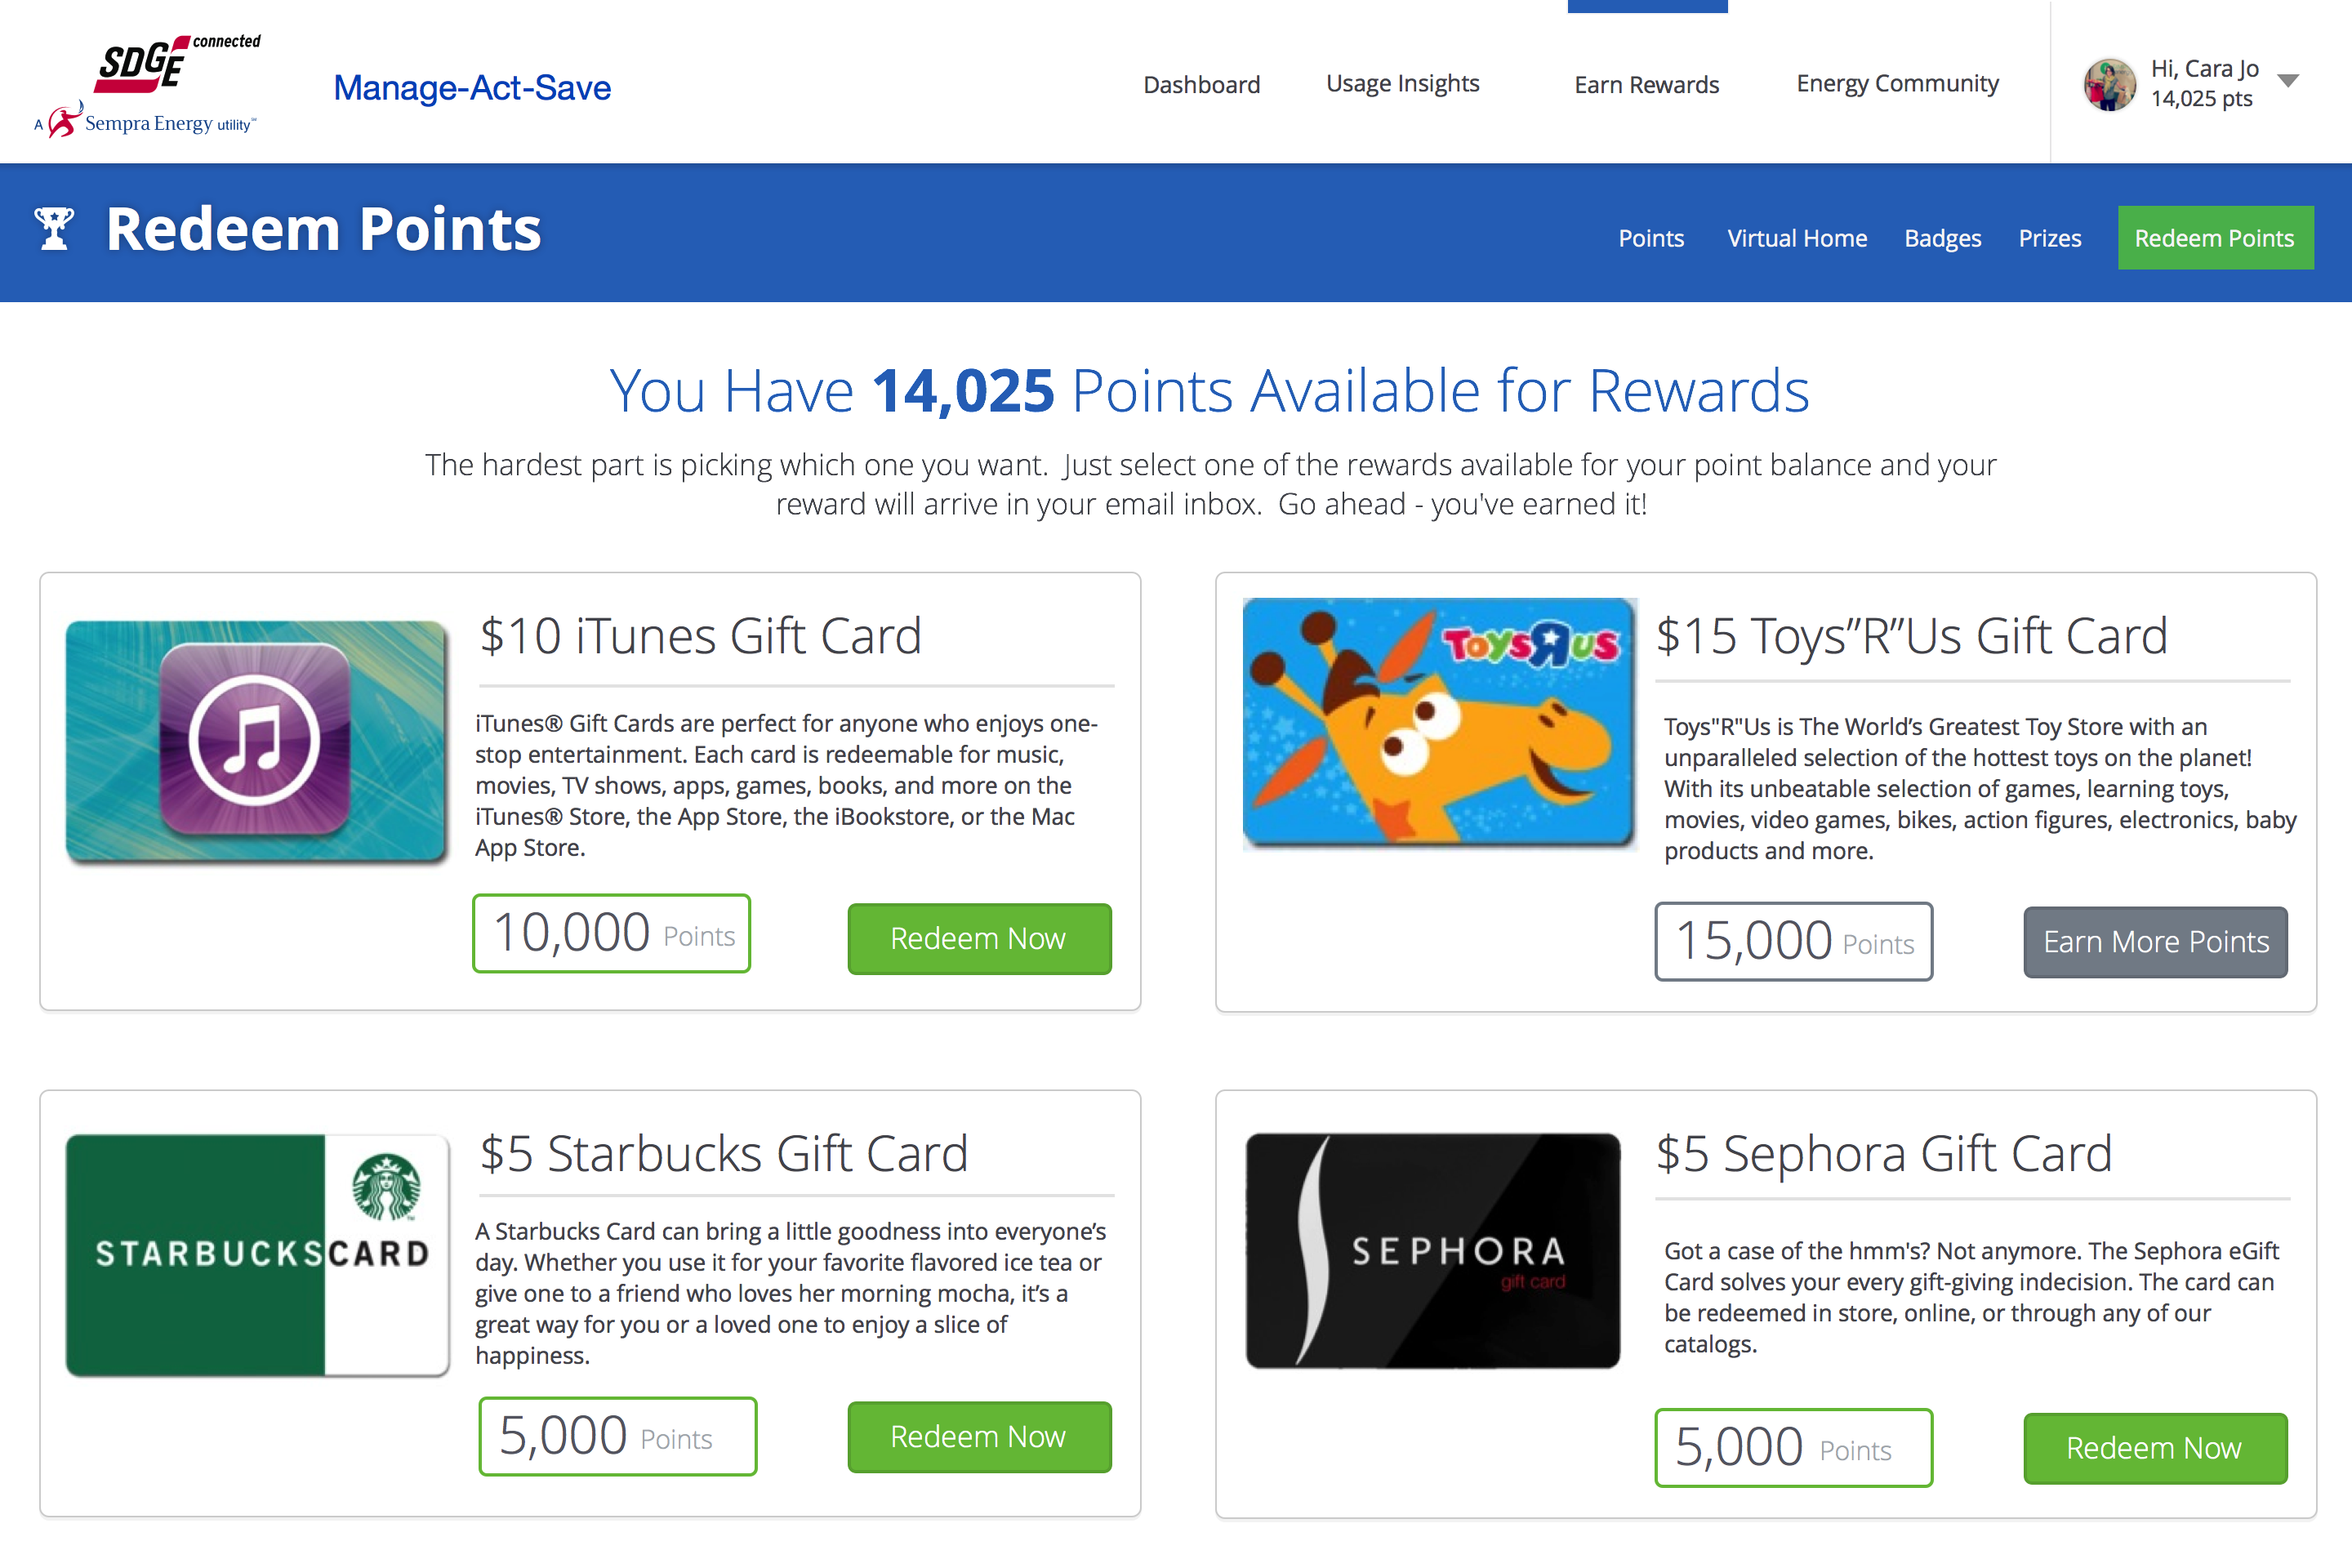 SDGE connected
A Sempra Energy utility℠
Manage-Act-Save
Dashboard
Usage Insights
Earn Rewards
Energy Community
Hi, Cara Jo
14,025 pts
Redeem Points
Points
Virtual Home
Badges
Prizes
Redeem Points
You Have 14,025 Points Available for Rewards
The hardest part is picking which one you want. Just select one of the rewards available for your point balance and your
reward will arrive in your email inbox. Go ahead - you've earned it!
$10 iTunes Gift Card
iTunes® Gift Cards are perfect for anyone who enjoys one-
stop entertainment. Each card is redeemable for music,
movies, TV shows, apps, games, books, and more on the
iTunes® Store, the App Store, the iBookstore, or the Mac
App Store.
10,000 Points
Redeem Now
ToysRUs
$15 Toys”R”Us Gift Card
Toys"R"Us is The World’s Greatest Toy Store with an
unparalleled selection of the hottest toys on the planet!
With its unbeatable selection of games, learning toys,
movies, video games, bikes, action figures, electronics, baby
products and more.
15,000 Points
Earn More Points
STARBUCKSCARD
$5 Starbucks Gift Card
A Starbucks Card can bring a little goodness into everyone’s
day. Whether you use it for your favorite flavored ice tea or
give one to a friend who loves her morning mocha, it’s a
great way for you or a loved one to enjoy a slice of
happiness.
5,000 Points
Redeem Now
SEPHORA
gift card
$5 Sephora Gift Card
Got a case of the hmm's? Not anymore. The Sephora eGift
Card solves your every gift-giving indecision. The card can
be redeemed in store, online, or through any of our
catalogs.
5,000 Points
Redeem Now